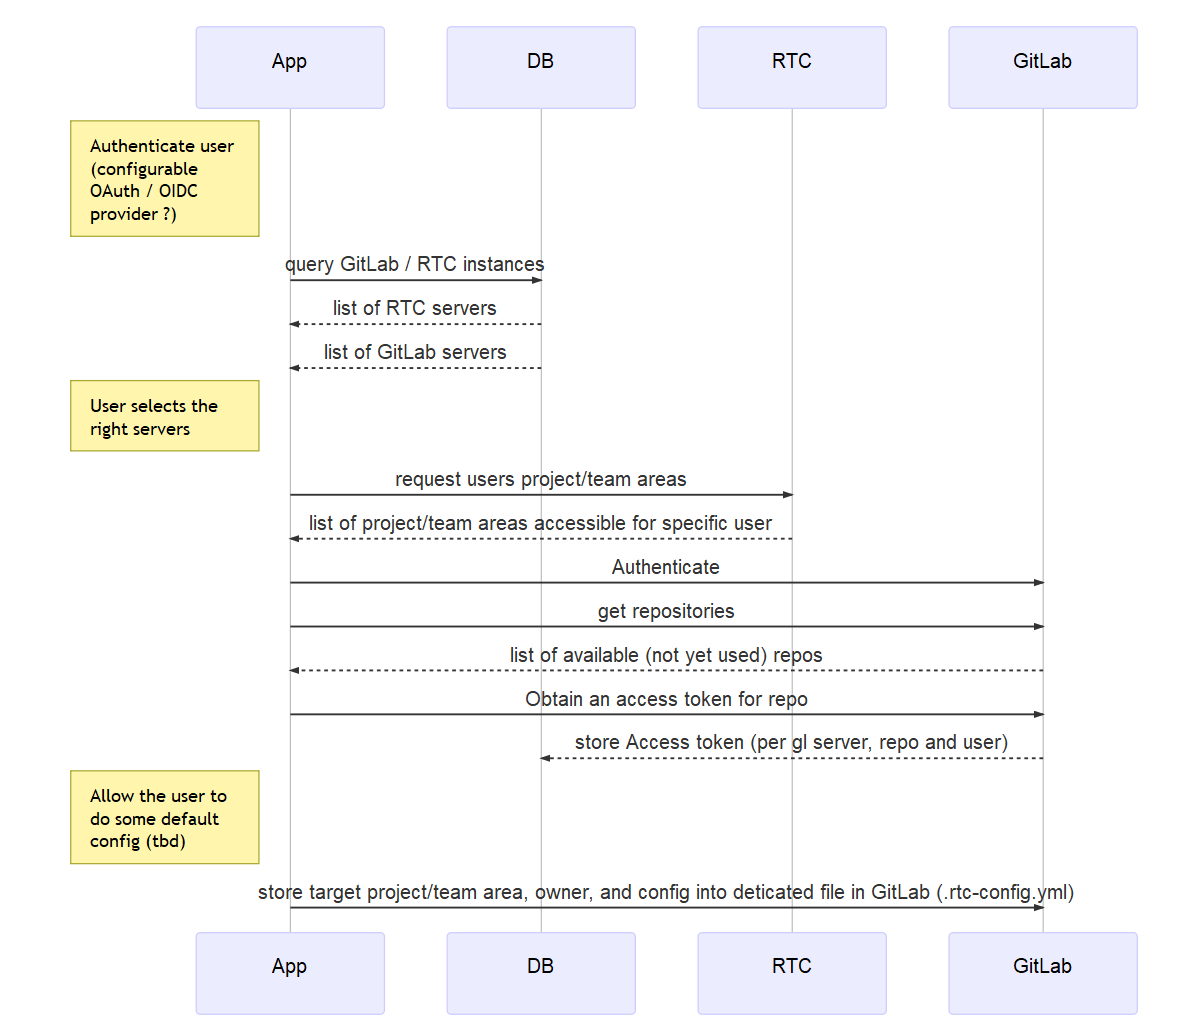 App
DB
RTC
GitLab
Authenticate user
(configurable
OAuth / OIDC
provider ?)
query GitLab / RTC instances
list of RTC servers
list of GitLab servers
User selects the
right servers
request users project/team areas
list of project/team areas accessible for specific user
Authenticate
get repositories
list of available (not yet used) repos
Obtain an access token for repo
store Access token (per gl server, repo and user)
Allow the user to
do some default
config (tbd)
store target project/team area, owner, and config into deticated file in GitLab (.rtc-config.yml)
App
DB
RTC
GitLab